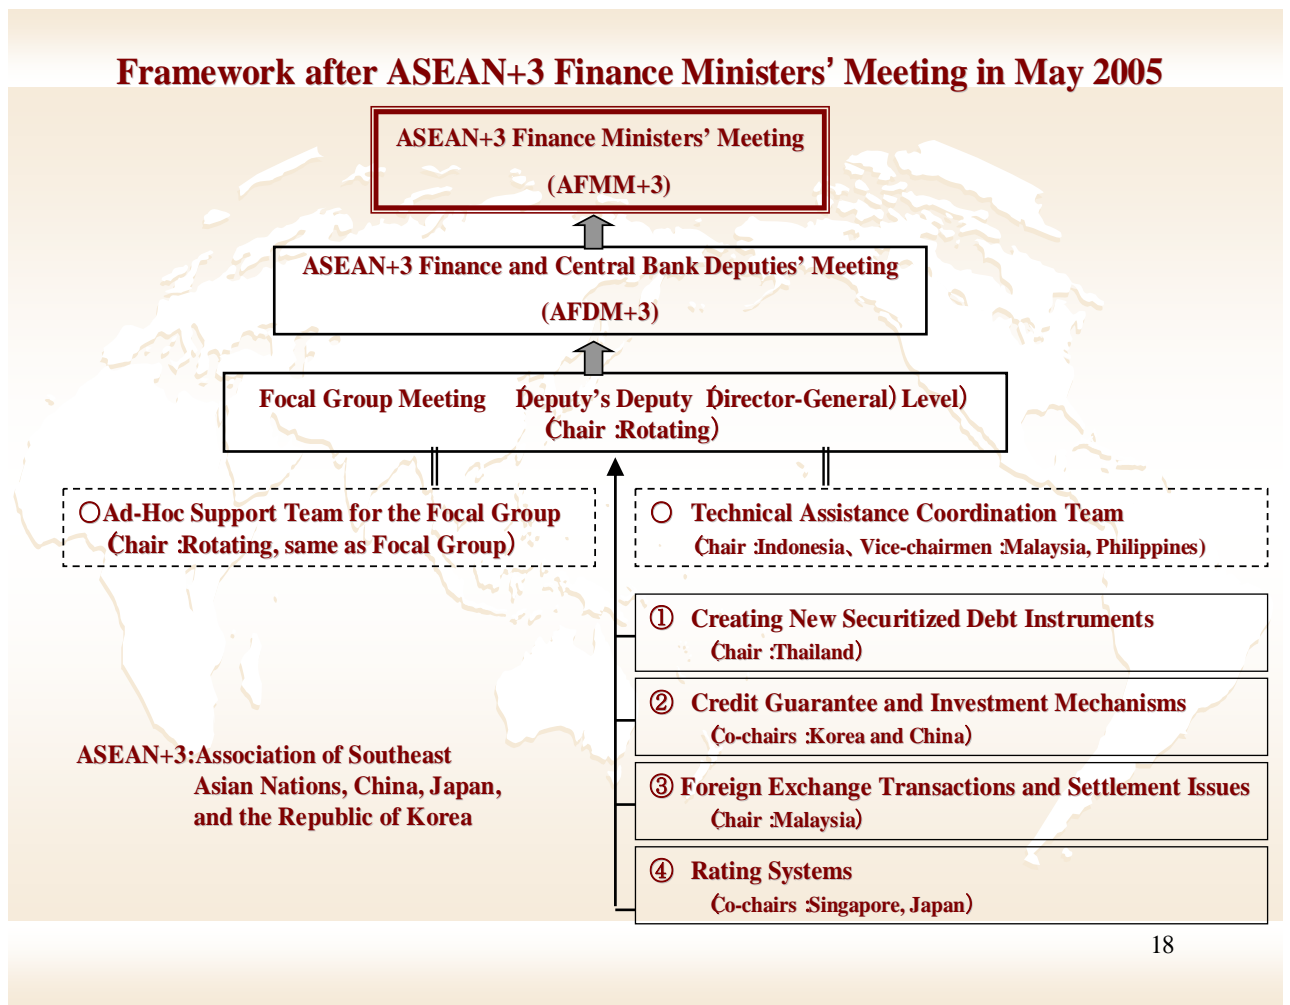 Framework after ASEAN+3 Finance Ministers’ Meeting in May 2005
ASEAN+3 Finance Ministers’ Meeting
(AFMM+3)
ASEAN+3 Finance and Central Bank Deputies’ Meeting
(AFDM+3)
Focal Group Meeting (Deputy’s Deputy (Director-General) Level)
(Chair :Rotating)
○Ad-Hoc Support Team for the Focal Group
(Chair :Rotating, same as Focal Group)
○ Technical Assistance Coordination Team
(Chair :Indonesia、Vice-chairmen :Malaysia, Philippines)
① Creating New Securitized Debt Instruments
(Chair :Thailand)
② Credit Guarantee and Investment Mechanisms
(Co-chairs :Korea and China)
③ Foreign Exchange Transactions and Settlement Issues
(Chair :Malaysia)
④ Rating Systems
(Co-chairs :Singapore, Japan)
ASEAN+3:Association of Southeast
Asian Nations, China, Japan,
and the Republic of Korea
18